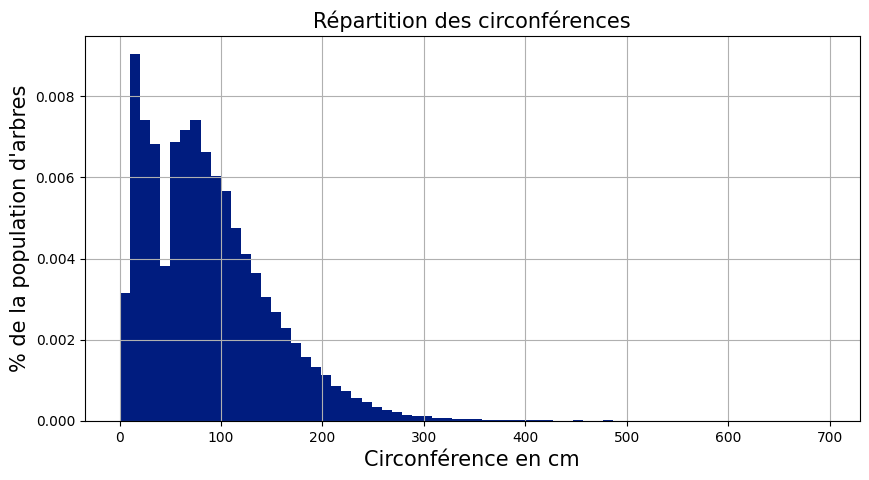 Répartition des circonférences
% de la population d'arbres
0.008
0.006
0.004
0.002
0.000
0 100 200 300 400 500 600 700
Circonférence en cm